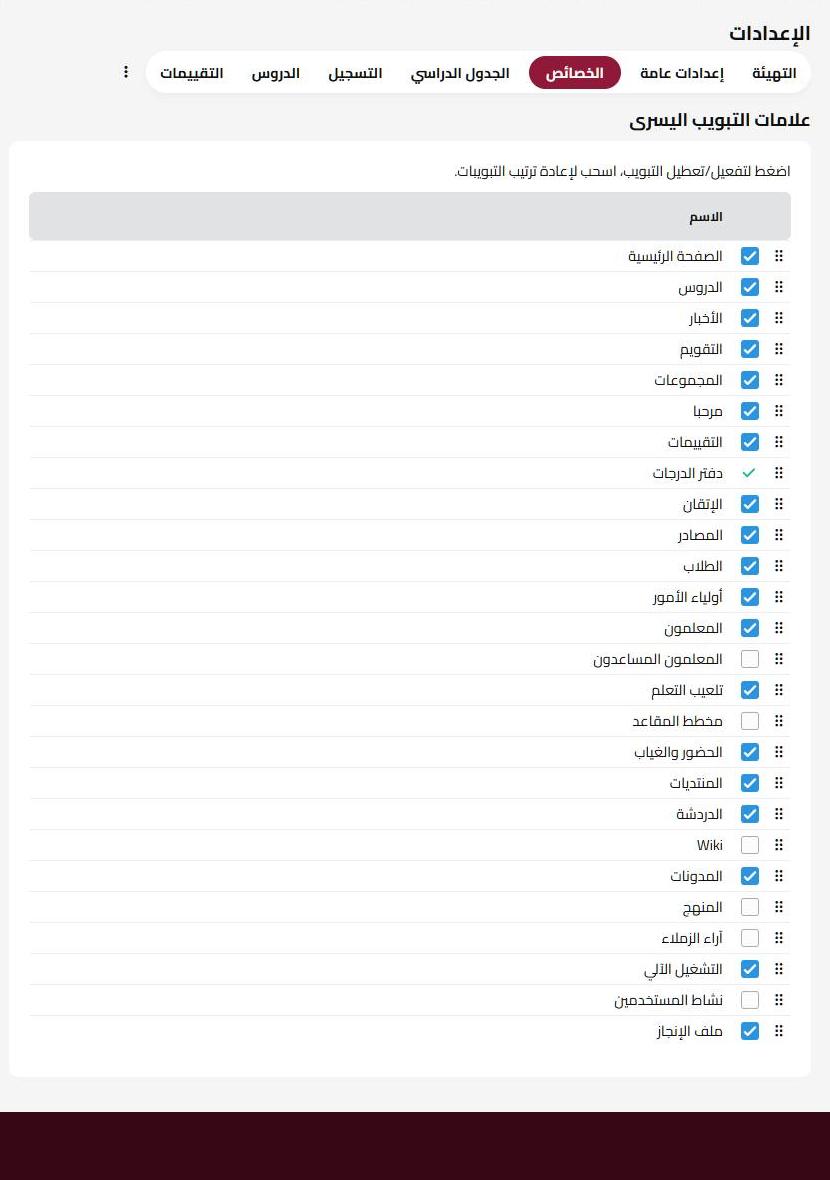 الإعدادات
التهيئة إعدادات عامة الخصائص الجدول الدراسي التسجيل الدروس التقييمات
علامات التبويب اليسرى
اضغط لتفعيل/تعطيل التبويب، اسحب لإعادة ترتيب التبويبات.
الاسم
الصفحة الرئيسية
الدروس
الأخبار
التقويم
المجموعات
مرحبا
التقييمات
دفتر الدرجات
الإتقان
المصادر
الطلاب
أولياء الأمور
المعلمون
المعلمون المساعدون
تلعيب التعلم
مخطط المقاعد
الحضور والغياب
المنتديات
الدردشة
Wiki
المدونات
المنهج
آراء الزملاء
التشغيل الآلي
نشاط المستخدمين
ملف الإنجاز